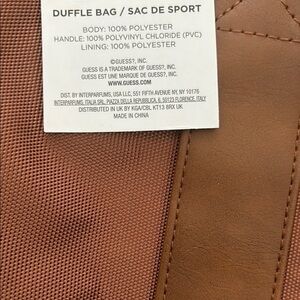 DUFFLE BAG / SAC DE SPORT
BODY: 100% POLYESTER
HANDLE: 100% POLYVINYL CHLORIDE (PVC)
LINING: 100% POLYESTER
©GUESS?, INC.
GUESS IS A TRADEMARK OF GUESS?, INC.
GUESS EST UNE MARQUE DE GUESS?, INC.
WWW.GUESS.COM
DIST. BY INTERPARFUMS, USA LLC, 551 FIFTH AVENUE NY, NY 10176
INTERPARFUMS, ITALIA SRL, PIAZZA DELLA REPUBBLICA, 6, 50123 FLORENCE, ITALY
DISTRIBUTED IN UK BY KGA/CBL KT13 8RX UK
MADE IN CHINA